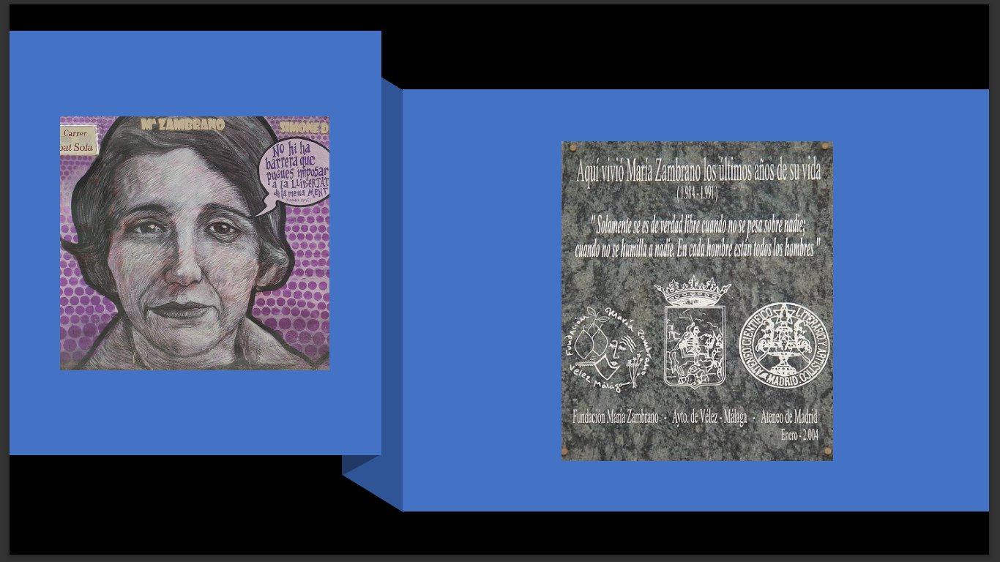 Mª ZAMBRANO
SIMONE D
Carrer
bat Sola
No hi ha
barrera que
pugues imposar
a la LLIBERTAT
de la meua MENT
Aquí vivió María Zambrano los últimos años de su vida
( 1.984 - 1.991 )
" Solamente se es de verdad libre cuando no se pesa sobre nadie;
cuando no se humilla a nadie. En cada hombre están todos los hombres "
Fundación María Zambrano
Vélez Málaga
ATENEO CIENTIFICO LITERARIO Y ARTISTICO
MADRID
Fundación María Zambrano - Ayto. de Vélez - Málaga - Ateneo de Madrid
Enero - 2.004